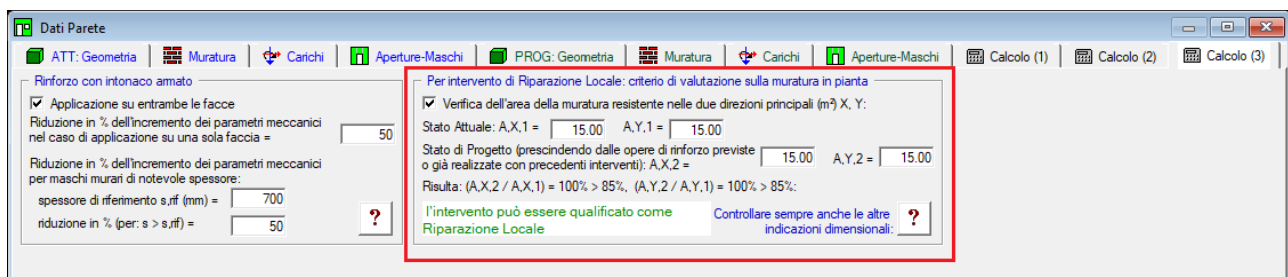 Dati Parete
ATT: Geometria Muratura Carichi Aperture-Maschi PROG: Geometria Muratura Carichi Aperture-Maschi Calcolo (1) Calcolo (2) Calcolo (3)
Rinforzo con intonaco armato
Applicazione su entrambe le facce
Riduzione in % dell'incremento dei parametri meccanici
nel caso di applicazione su una sola faccia = 50
Riduzione in % dell'incremento dei parametri meccanici
per maschi murari di notevole spessore:
spessore di riferimento s,rif (mm) = 700
riduzione in % (per: s > s,rif) = 50
?
Per intervento di Riparazione Locale: criterio di valutazione sulla muratura in pianta
Verifica dell'area della muratura resistente nelle due direzioni principali (m²) X, Y:
Stato Attuale: A,X,1 = 15.00 A,Y,1 = 15.00
Stato di Progetto (prescindendo dalle opere di rinforzo previste
o già realizzate con precedenti interventi): A,X,2 = 15.00 A,Y,2 = 15.00
Risulta: (A,X,2 / A,X,1) = 100% > 85%, (A,Y,2 / A,Y,1) = 100% > 85%:
l'intervento può essere qualificato come
Riparazione Locale
Controllare sempre anche le altre
indicazioni dimensionali:
?